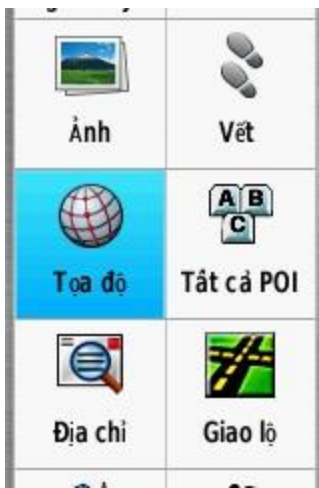 Ảnh
Vết
A B
C
Tọa độ
Tất cả POI
Địa chỉ
Giao lộ